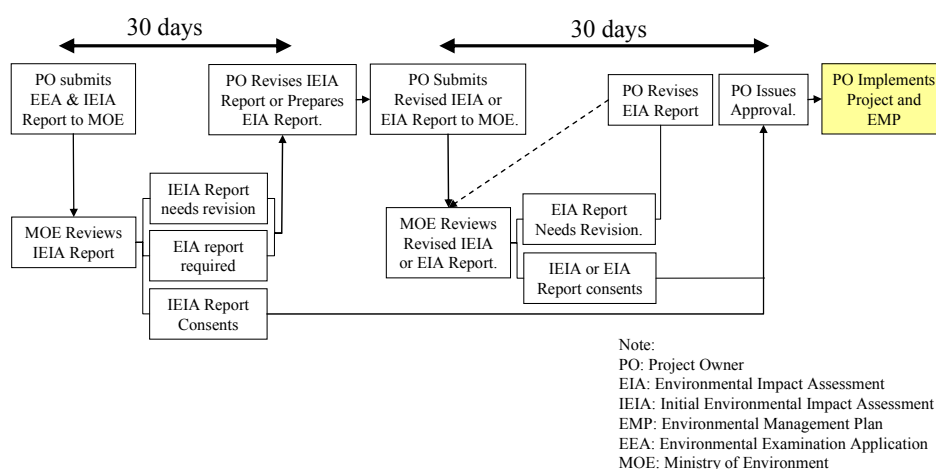 30 days
30 days
PO submits
EEA & IEIA
Report to MOE
PO Revises IEIA
Report or Prepares
EIA Report.
PO Submits
Revised IEIA or
EIA Report to MOE.
PO Revises
EIA Report
PO Issues
Approval.
PO Implements
Project and
EMP
MOE Reviews
IEIA Report
IEIA Report
needs revision
EIA report
required
IEIA Report
Consents
MOE Reviews
Revised IEIA
or EIA Report.
EIA Report
Needs Revision.
IEIA or EIA
Report consents
Note:
PO: Project Owner
EIA: Environmental Impact Assessment
IEIA: Initial Environmental Impact Assessment
EMP: Environmental Management Plan
EEA: Environmental Examination Application
MOE: Ministry of Environment